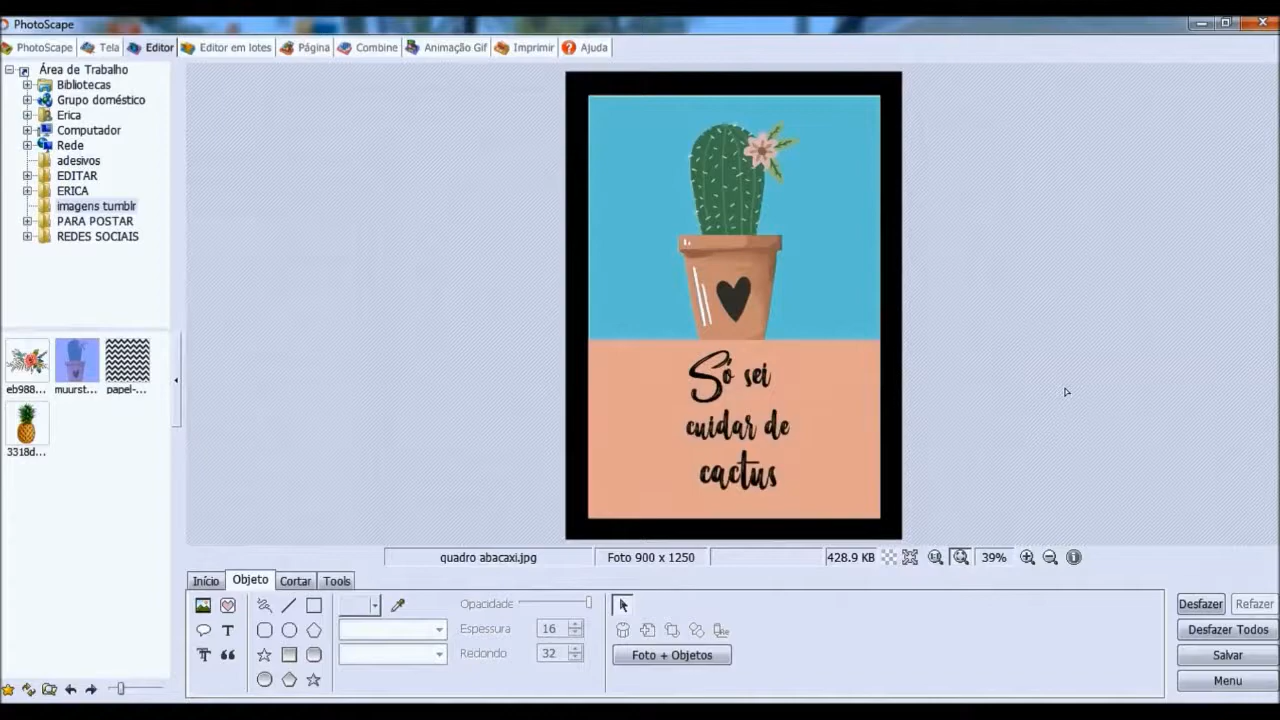 PhotoScape
PhotoScape Tela Editor Editor em lotes Página Combine Animação Gif Imprimir Ajuda
Área de Trabalho
Bibliotecas
Grupo doméstico
Erica
Computador
Rede
adesivos
EDITAR
ERICA
imagens tumblr
PARA POSTAR
REDES SOCIAIS
eb988... muurst... papel-...
3318d...
Só sei
cuidar de
cactus
quadro abacaxi.jpg Foto 900 x 1250 428.9 KB 39%
Início Objeto Cortar Tools
Opacidade
Espessura 16
Redondo 32
Foto + Objetos
Desfazer Refazer
Desfazer Todos
Salvar
Menu